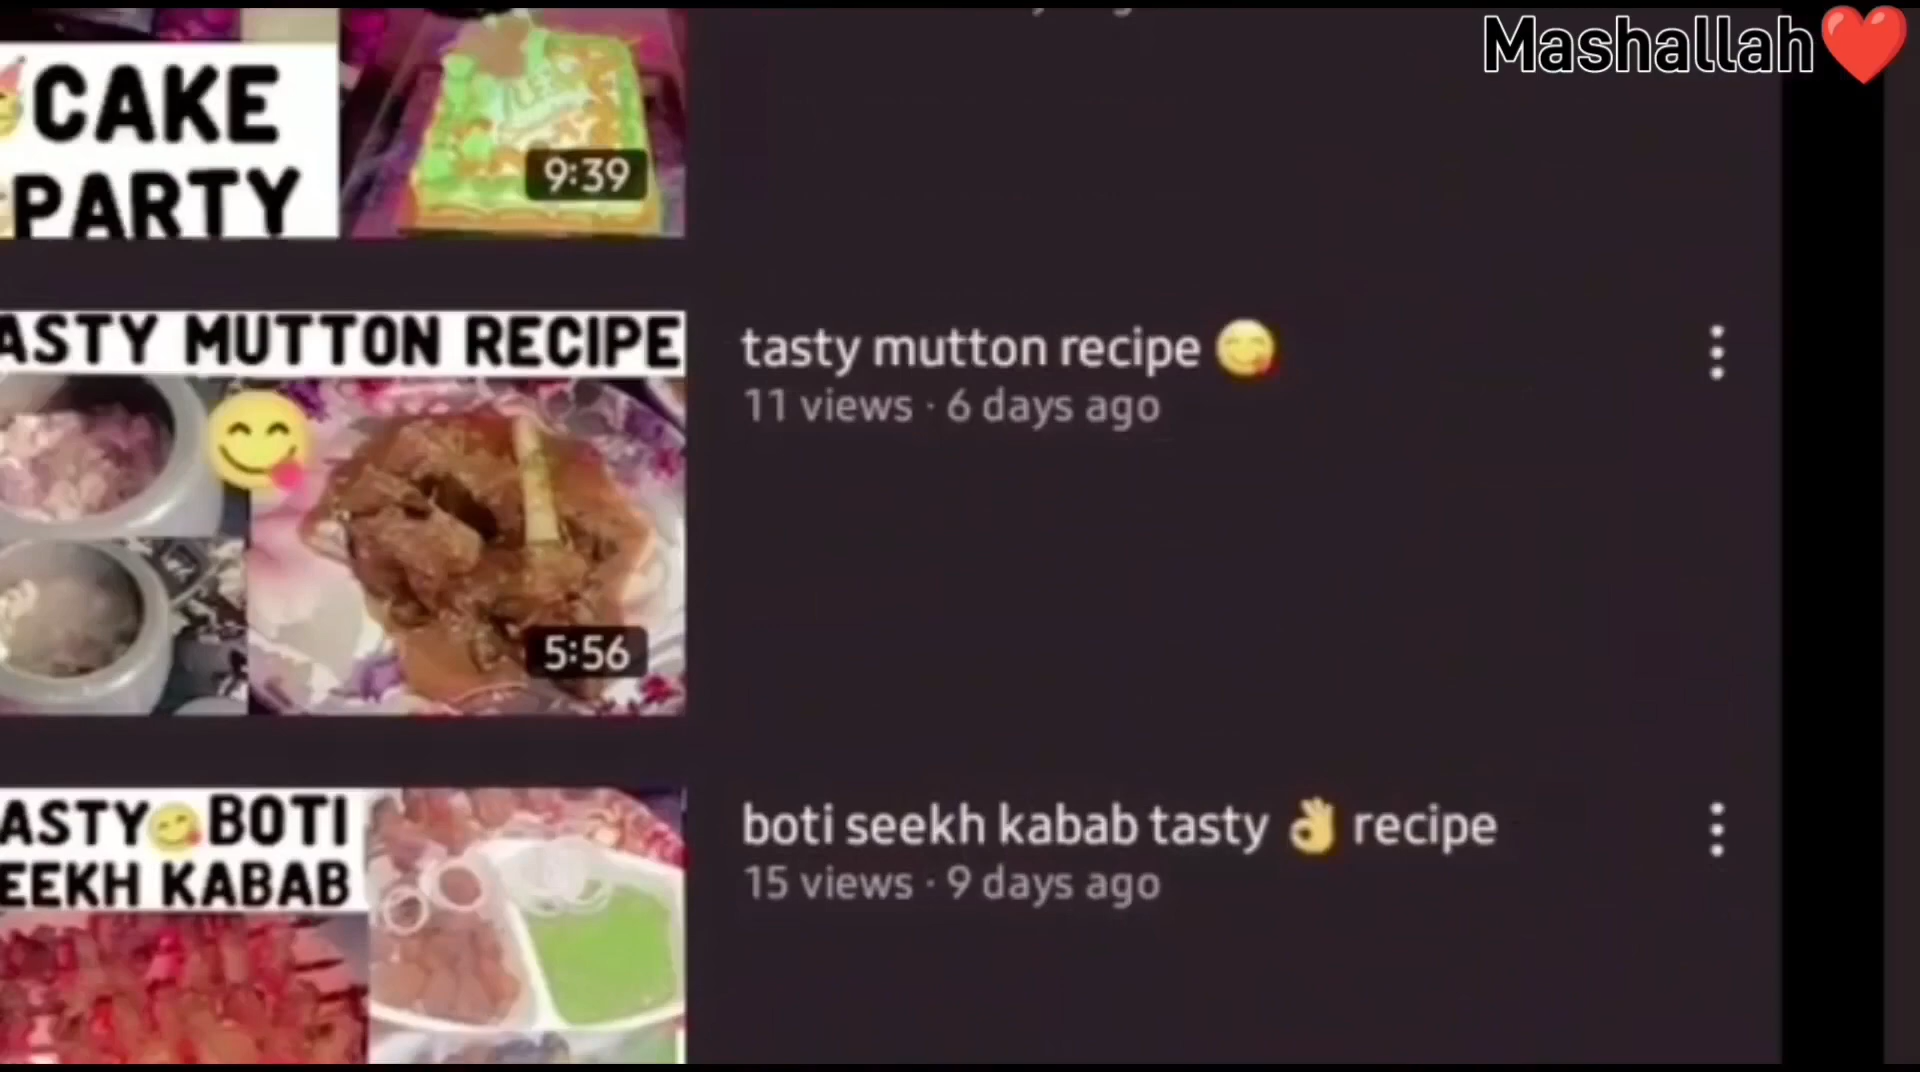 Mashallah❤️
CAKE
PARTY
9:39
ASTY MUTTON RECIPE
tasty mutton recipe 😋
11 views · 6 days ago
5:56
ASTY😋BOTI
EEKH KABAB
boti seekh kabab tasty 👌 recipe
15 views · 9 days ago